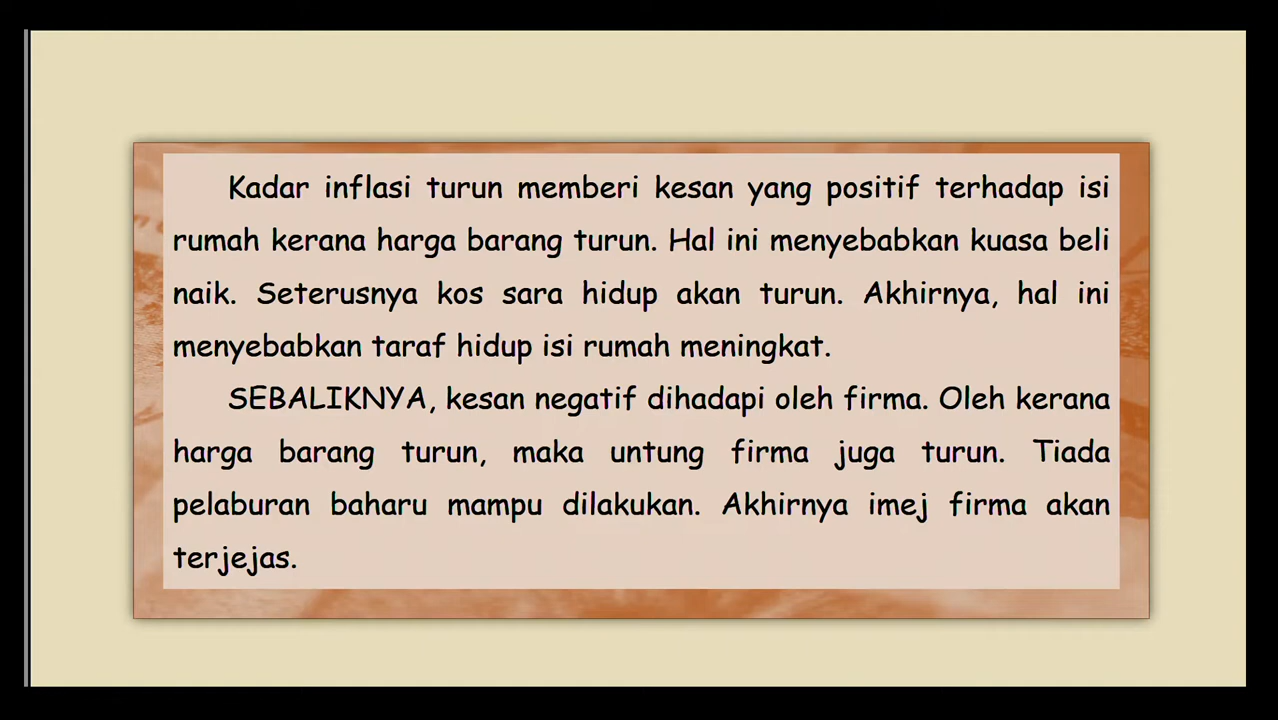 Kadar inflasi turun memberi kesan yang positif terhadap isi
rumah kerana harga barang turun. Hal ini menyebabkan kuasa beli
naik. Seterusnya kos sara hidup akan turun. Akhirnya, hal ini
menyebabkan taraf hidup isi rumah meningkat.
SEBALIKNYA, kesan negatif dihadapi oleh firma. Oleh kerana
harga barang turun, maka untung firma juga turun. Tiada
pelaburan baharu mampu dilakukan. Akhirnya imej firma akan
terjejas.